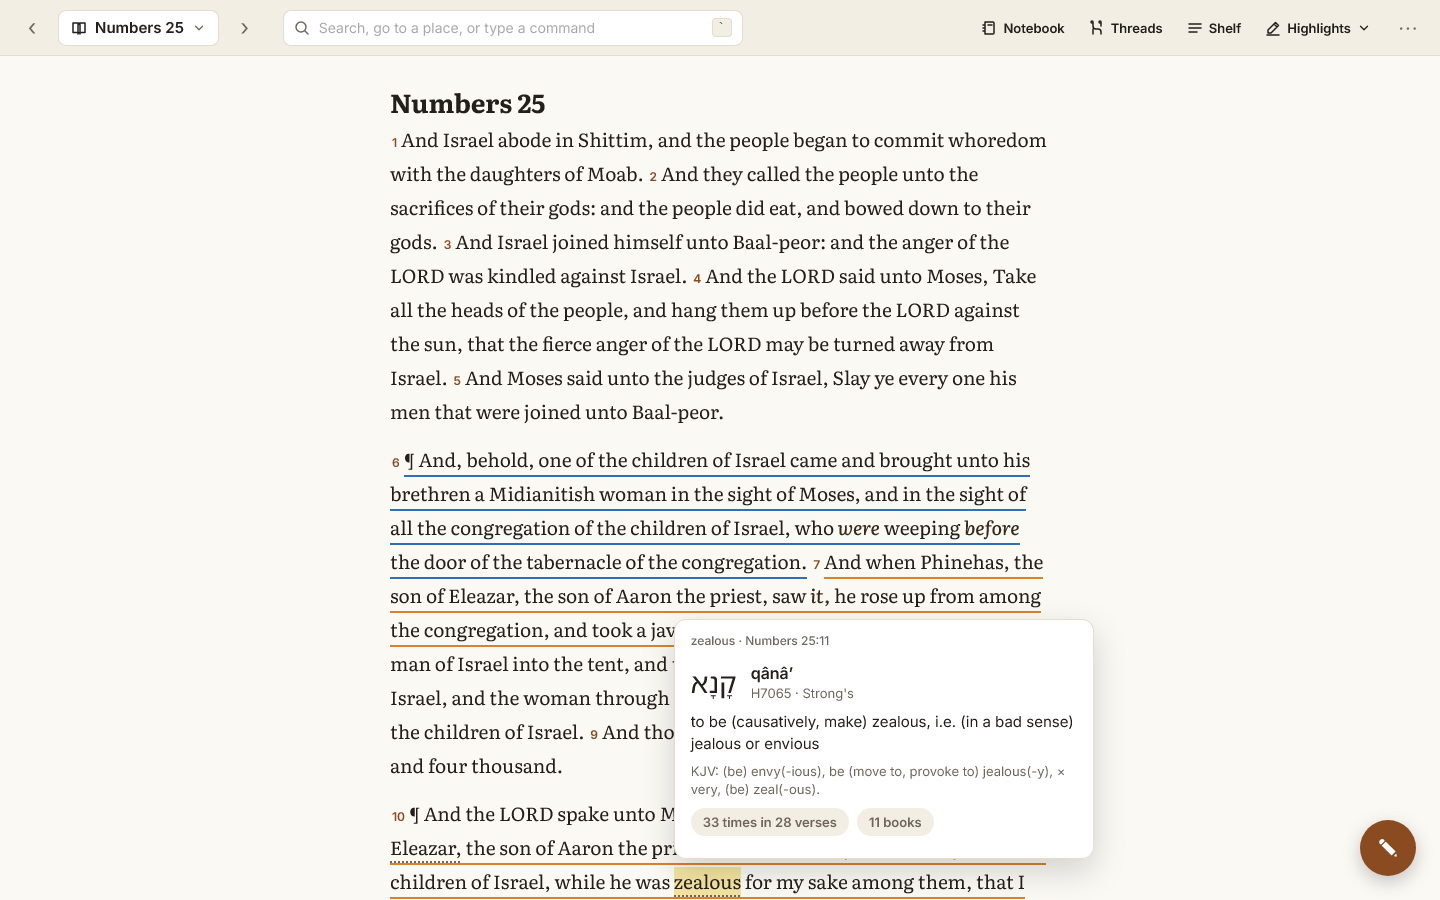 Numbers 25
Search, go to a place, or type a command
`
Notebook
Threads
Shelf
Highlights
Numbers 25
1 And Israel abode in Shittim, and the people began to commit whoredom
with the daughters of Moab. 2 And they called the people unto the
sacrifices of their gods: and the people did eat, and bowed down to their
gods. 3 And Israel joined himself unto Baal-peor: and the anger of the
LORD was kindled against Israel. 4 And the LORD said unto Moses, Take
all the heads of the people, and hang them up before the LORD against
the sun, that the fierce anger of the LORD may be turned away from
Israel. 5 And Moses said unto the judges of Israel, Slay ye every one his
men that were joined unto Baal-peor.
6 ¶ And, behold, one of the children of Israel came and brought unto his
brethren a Midianitish woman in the sight of Moses, and in the sight of
all the congregation of the children of Israel, who were weeping before
the door of the tabernacle of the congregation. 7 And when Phinehas, the
son of Eleazar, the son of Aaron the priest, saw it, he rose up from among
the congregation, and took a jav
man of Israel into the tent, and
Israel, and the woman through
the children of Israel. 9 And tho
and four thousand.
10 ¶ And the LORD spake unto M
Eleazar, the son of Aaron the pri
children of Israel, while he was zealous for my sake among them, that I
zealous · Numbers 25:11
קָנָא
qânâʼ
H7065 · Strong's
to be (causatively, make) zealous, i.e. (in a bad sense)
jealous or envious
KJV: (be) envy(-ious), be (move to, provoke to) jealous(-y), ×
very, (be) zeal(-ous).
33 times in 28 verses
11 books